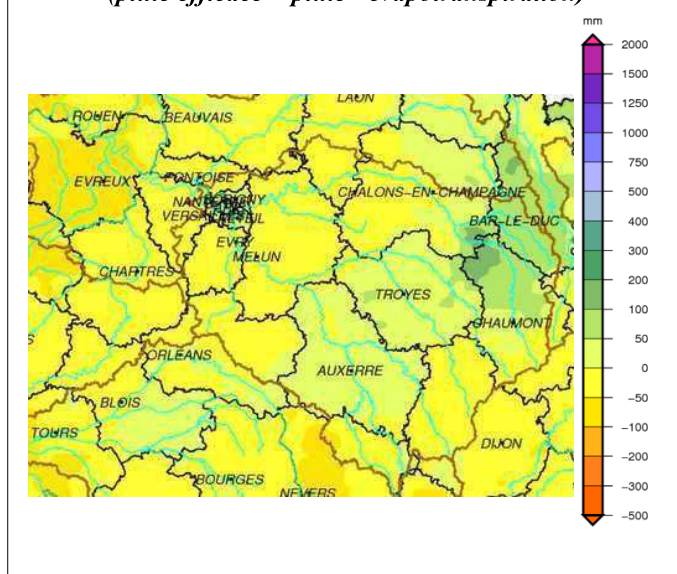 (pluie efficace = pluie - evapotranspiration)
mm
2000
1500
1250
1000
750
500
400
300
200
100
50
0
−50
−100
−200
−300
−500
LAON
ROUEN
BEAUVAIS
PONTOISE
EVREUX
CHALONS-EN-CHAMPAGNE
VERSAILLES
BAR-LE-DUC
EVRY
MELUN
CHARTRES
TROYES
CHAUMONT
ORLEANS
AUXERRE
BLOIS
TOURS
DIJON
BOURGES
NEVERS